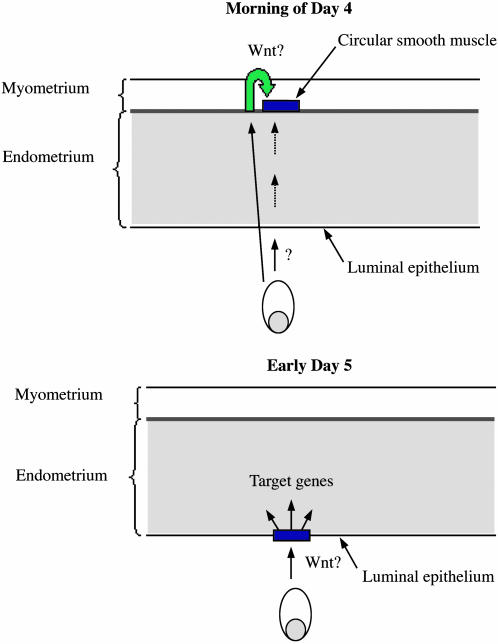 Morning of Day 4
Wnt?
Circular smooth muscle
Myometrium
Endometrium
?
Luminal epithelium
Early Day 5
Myometrium
Endometrium
Target genes
Wnt?
Luminal epithelium